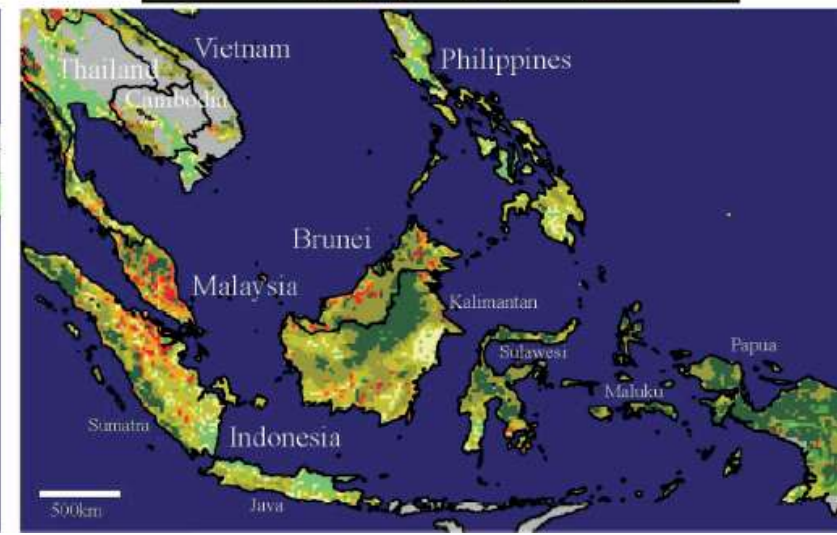 Vietnam
Thailand
Philippines
Cambodia
Brunei
Malaysia
Kalimantan
Sulawesi
Papua
Maluku
Sumatra
Indonesia
500km
Java